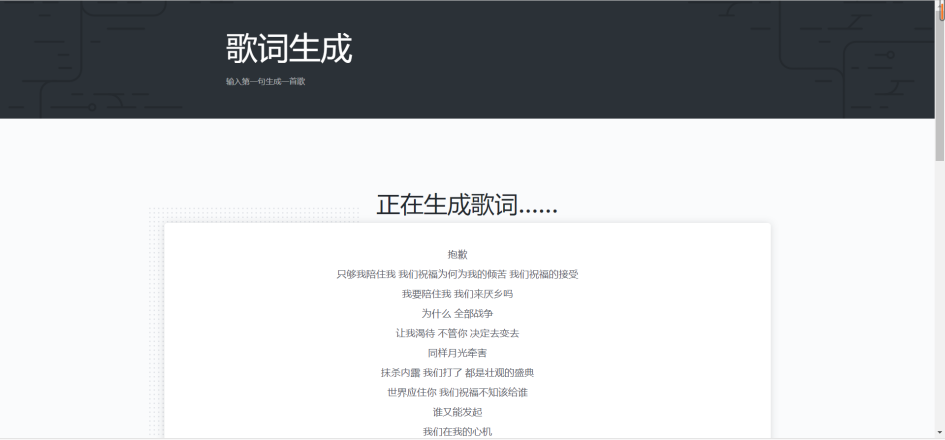 歌词生成
输入第一句生成一首歌
正在生成歌词......
抱歉
只够我陪住我 我们祝福为何为我的倾苦 我们祝福的接受
我要陪住我 我们来厌乡吗
为什么 全部战争
让我渴待 不管你 决定去变去
同样月光牵害
抹杀内露 我们打了 都是壮观的盛典
世界应住你 我们祝福不知该给谁
谁又能发起
我们在我的心机